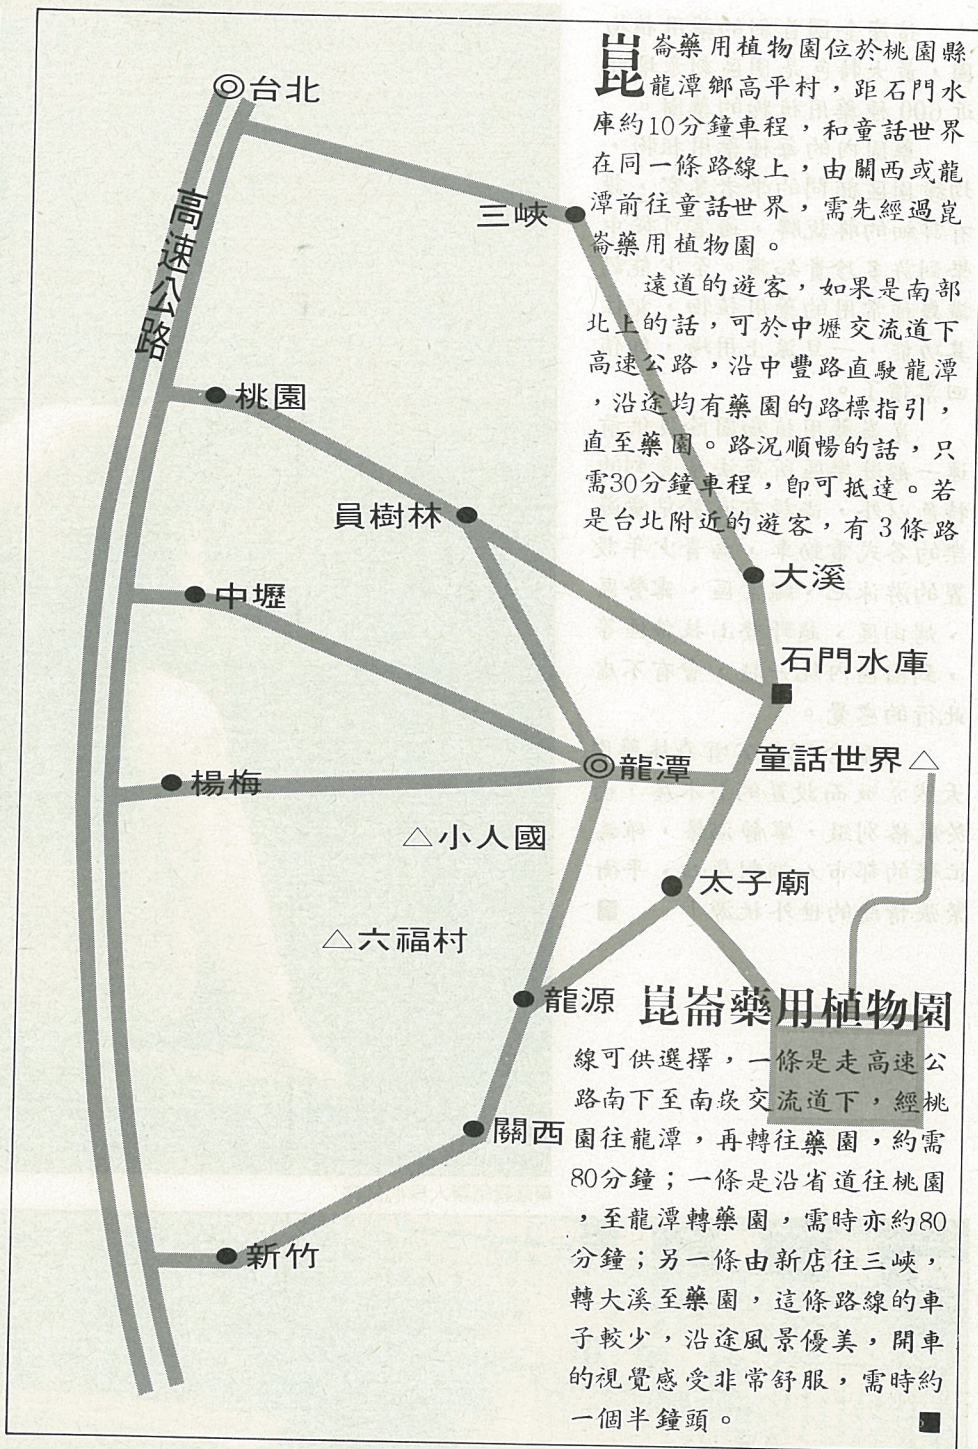 台北
高速公路
三峽
桃園
員樹林
中壢
大溪
石門水庫
童話世界
龍潭
楊梅
小人國
太子廟
六福村
龍源
崑崙藥用植物園
關西
新竹
崑崙藥用植物園位於桃園縣
龍潭鄉高平村，距石門水
庫約10分鐘車程，和童話世界
在同一條路線上，由關西或龍
潭前往童話世界，需先經過崑
崙藥用植物園。
遠道的遊客，如果是南部
北上的話，可於中壢交流道下
高速公路，沿中豐路直駛龍潭
，沿途均有藥園的路標指引，
直至藥園。路況順暢的話，只
需30分鐘車程，即可抵達。若
是台北附近的遊客，有3條路
線可供選擇，一條是走高速公
路南下至南崁交流道下，經桃
園往龍潭，再轉往藥園，約需
80分鐘；一條是沿省道往桃園
，至龍潭轉藥園，需時亦約80
分鐘；另一條由新店往三峽，
轉大溪至藥園，這條路線的車
子較少，沿途風景優美，開車
的視覺感受非常舒服，需時約
一個半鐘頭。